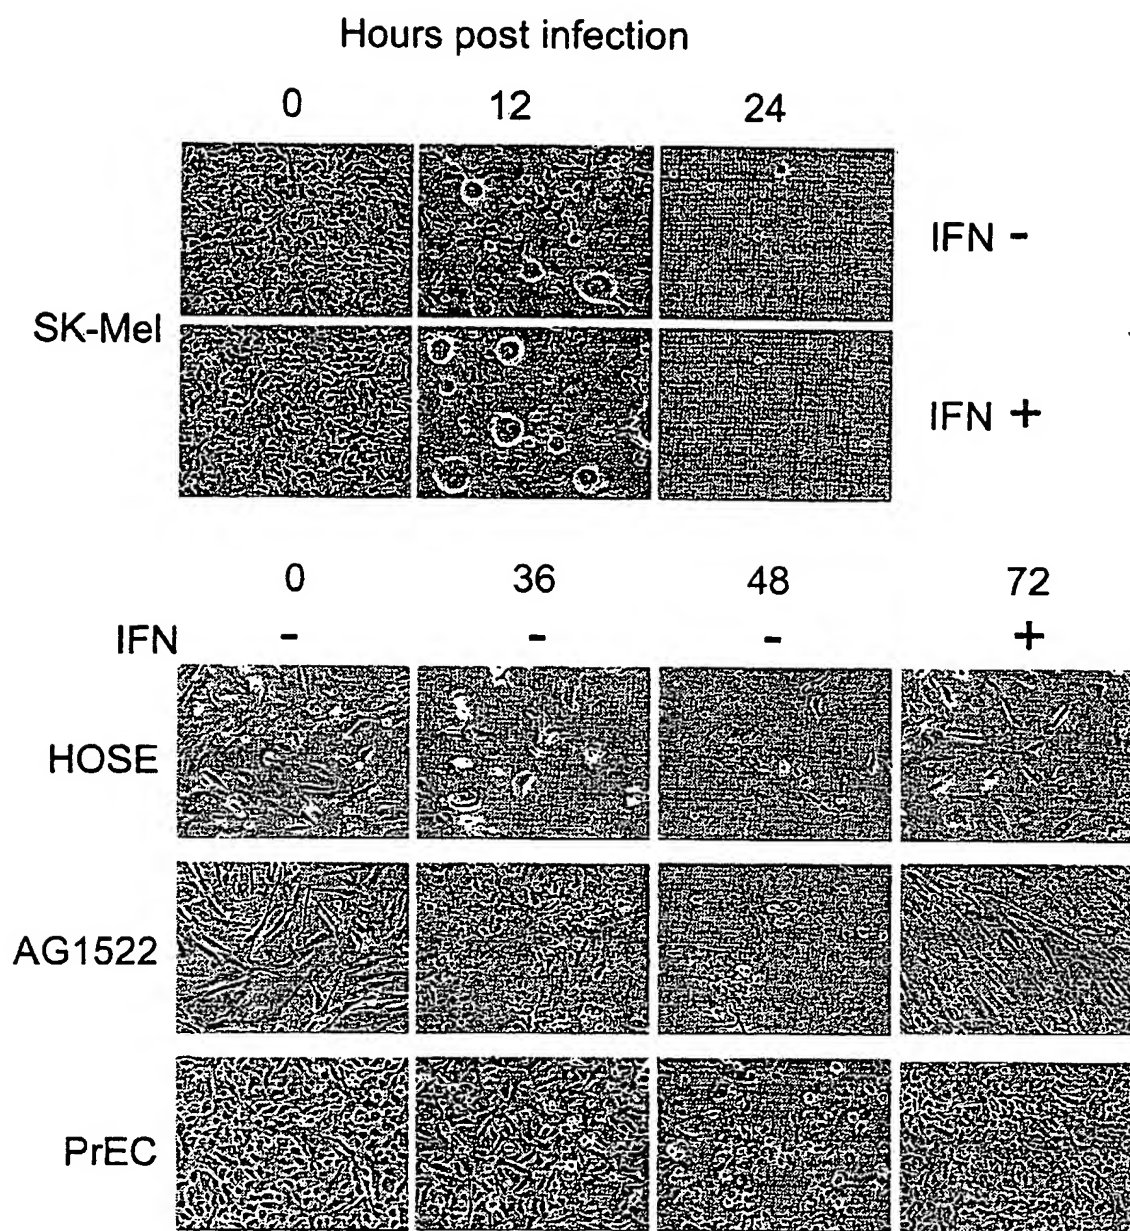 Hours post infection
0 12 24
IFN -
SK-Mel
IFN +
0 36 48 72
IFN - - - +
HOSE
AG1522
PrEC